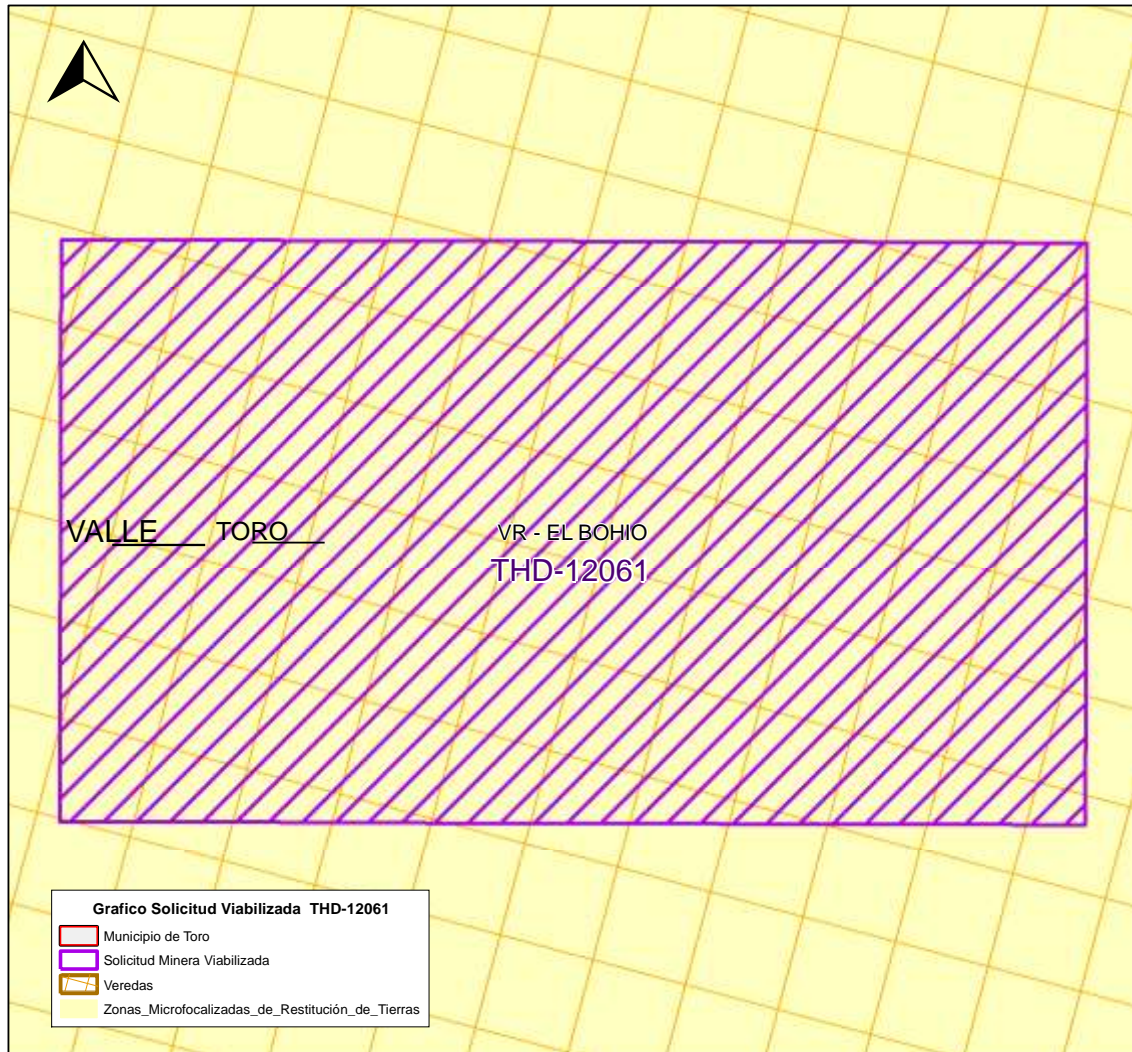 VALLE TORO VR - EL BOHIO
THD-12061
Grafico Solicitud Viabilizada THD-12061
Municipio de Toro
Solicitud Minera Viabilizada
Veredas
Zonas_Microfocalizadas_de_Restitución_de_Tierras